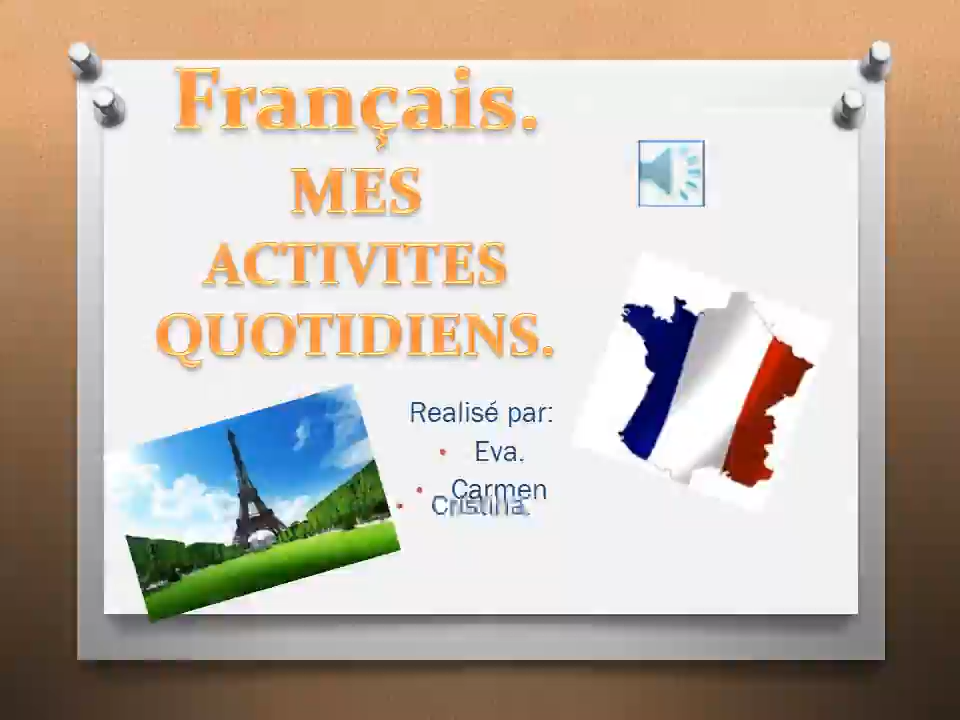 Français.
MES
ACTIVITES
QUOTIDIENS.
Realisé par:
• Eva.
• Carmen
• Cristina.